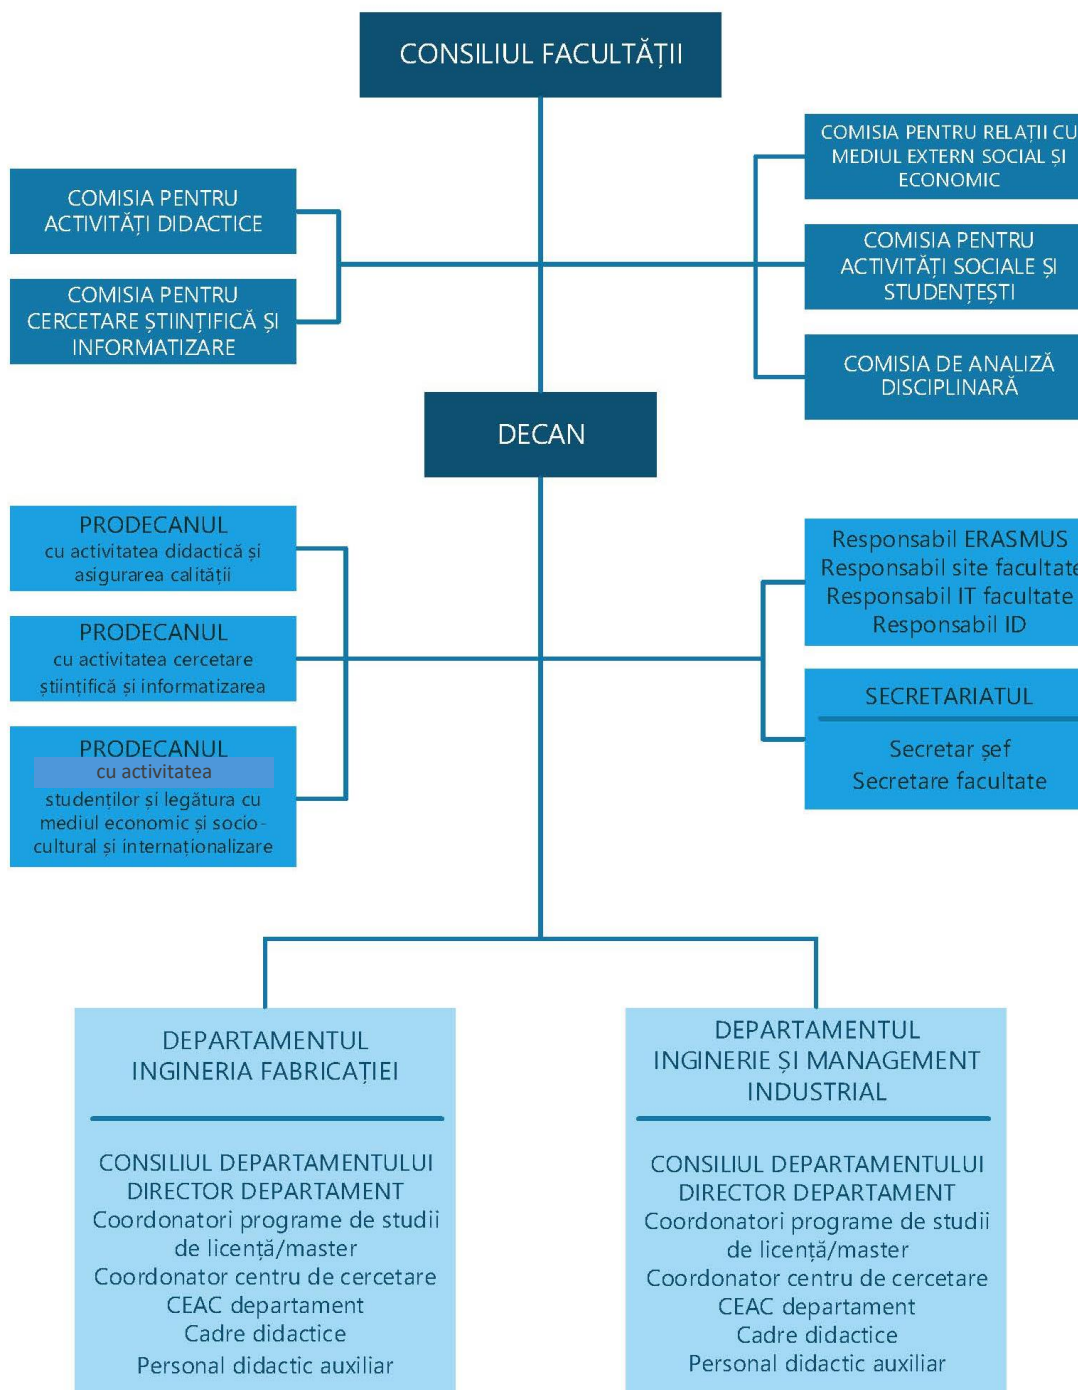 CONSILIUL FACULTĂȚII
COMISIA PENTRU
ACTIVITĂȚI DIDACTICE
COMISIA PENTRU
CERCETARE ȘTIINȚIFICĂ ȘI
INFORMATIZARE
COMISIA PENTRU RELAȚII CU
MEDIUL EXTERN SOCIAL ȘI
ECONOMIC
COMISIA PENTRU
ACTIVITĂȚI SOCIALE ȘI
STUDENȚEȘTI
COMISIA DE ANALIZĂ
DISCIPLINARĂ
DECAN
PRODECANUL
cu activitatea didactică și
asigurarea calității
PRODECANUL
cu activitatea cercetare
științifică și informatizarea
PRODECANUL
cu activitatea
studenților și legătura cu
mediul economic și socio-
cultural și internaționalizare
Responsabil ERASMUS
Responsabil site facultate
Responsabil IT facultate
Responsabil ID
SECRETARIATUL
Secretar șef
Secretare facultate
DEPARTAMENTUL
INGINERIA FABRICAȚIEI
CONSILIUL DEPARTAMENTULUI
DIRECTOR DEPARTAMENT
Coordonatori programe de studii
de licență/master
Coordonator centru de cercetare
CEAC departament
Cadre didactice
Personal didactic auxiliar
DEPARTAMENTUL
INGINERIE ȘI MANAGEMENT
INDUSTRIAL
CONSILIUL DEPARTAMENTULUI
DIRECTOR DEPARTAMENT
Coordonatori programe de studii
de licență/master
Coordonator centru de cercetare
CEAC departament
Cadre didactice
Personal didactic auxiliar